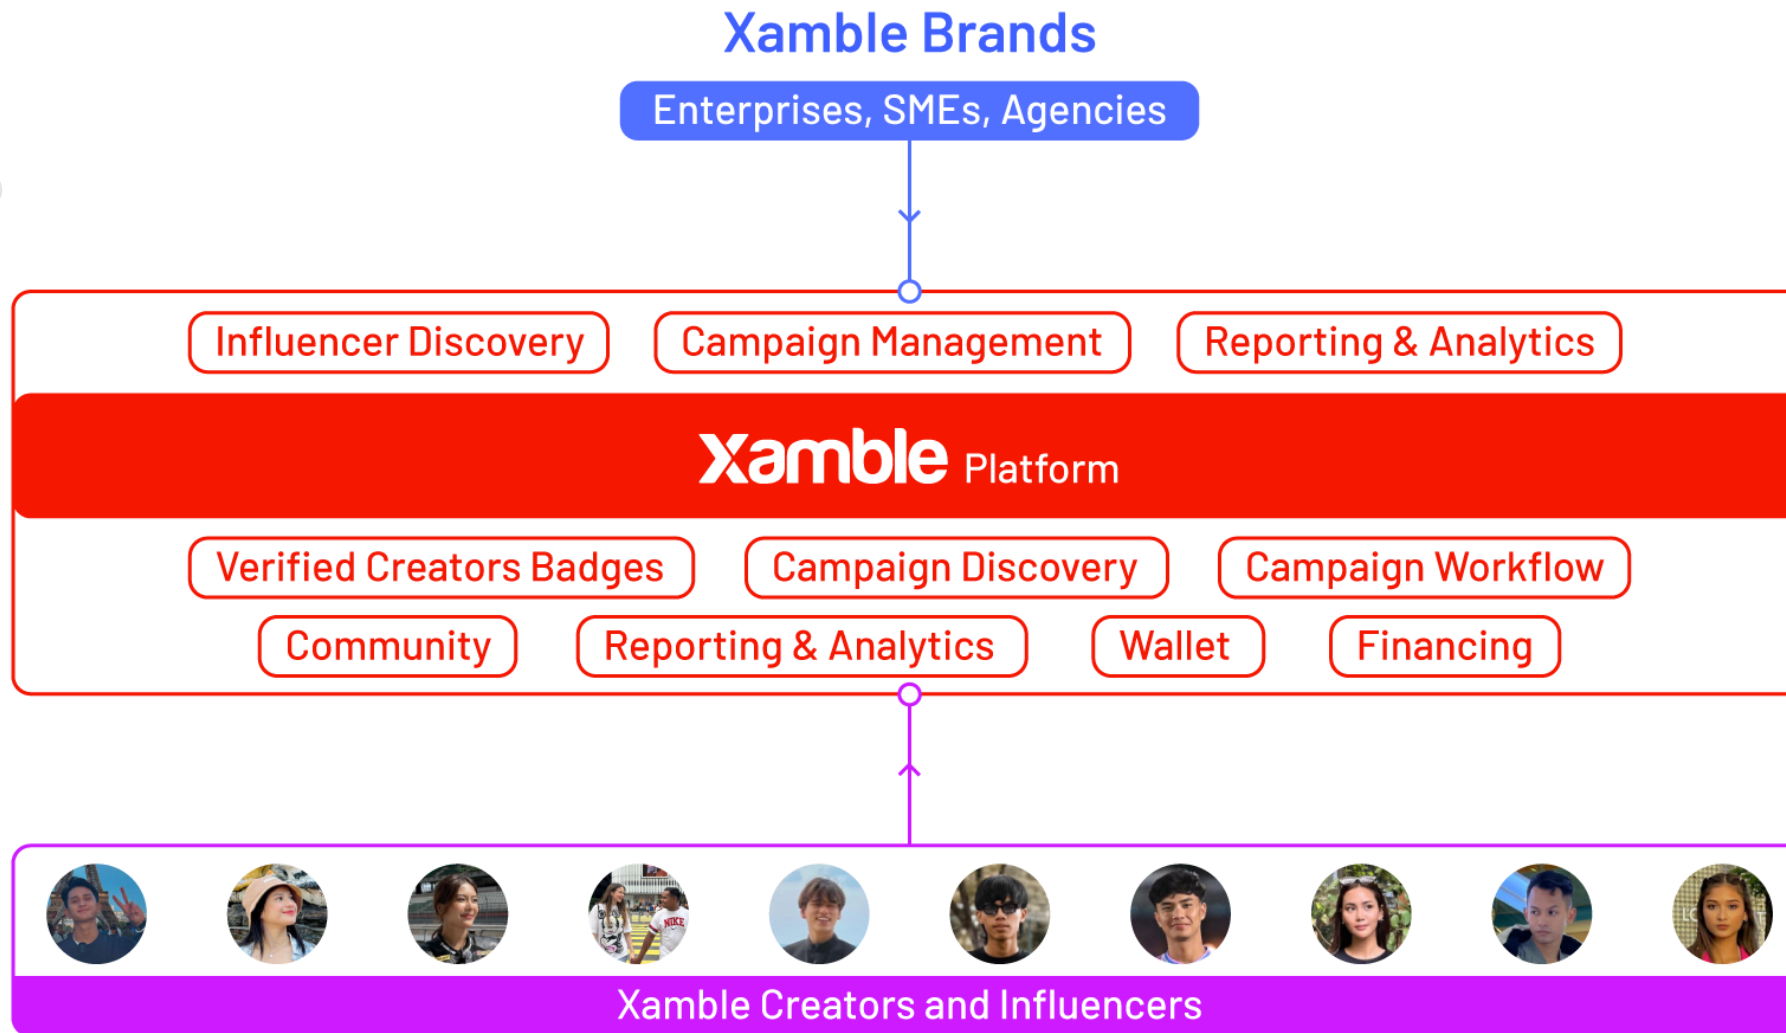 Xamble Brands
Enterprises, SMEs, Agencies
Influencer Discovery
Campaign Management
Reporting & Analytics
xamble Platform
Verified Creators Badges
Campaign Discovery
Campaign Workflow
Community
Reporting & Analytics
Wallet
Financing
NIKE
Xamble Creators and Influencers